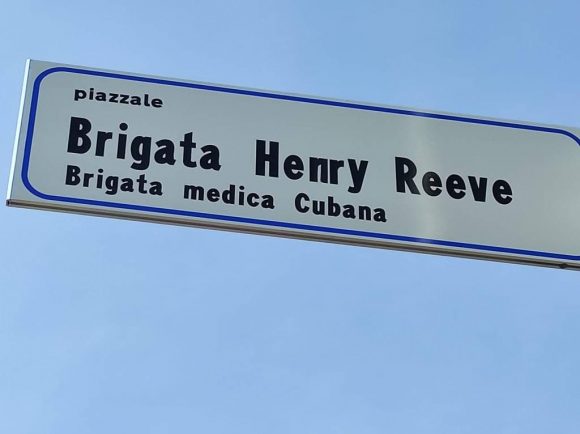 piazzale
Brigata Henry Reeve
Brigata medica Cubana